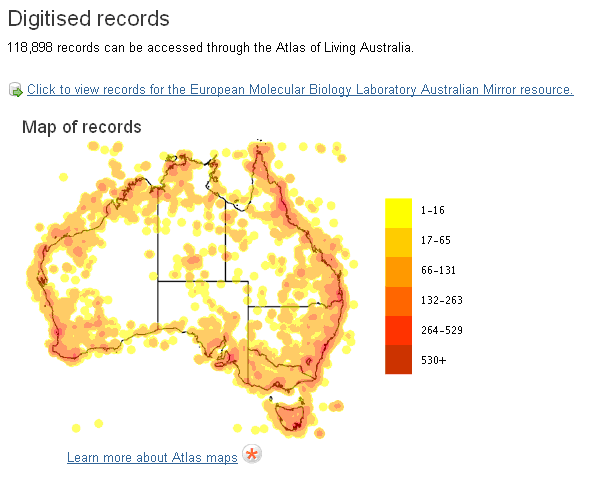 Digitised records
118,898 records can be accessed through the Atlas of Living Australia.
Click to view records for the European Molecular Biology Laboratory Australian Mirror resource.
Map of records
1-16
17-65
66-131
132-263
264-529
530+
Learn more about Atlas maps